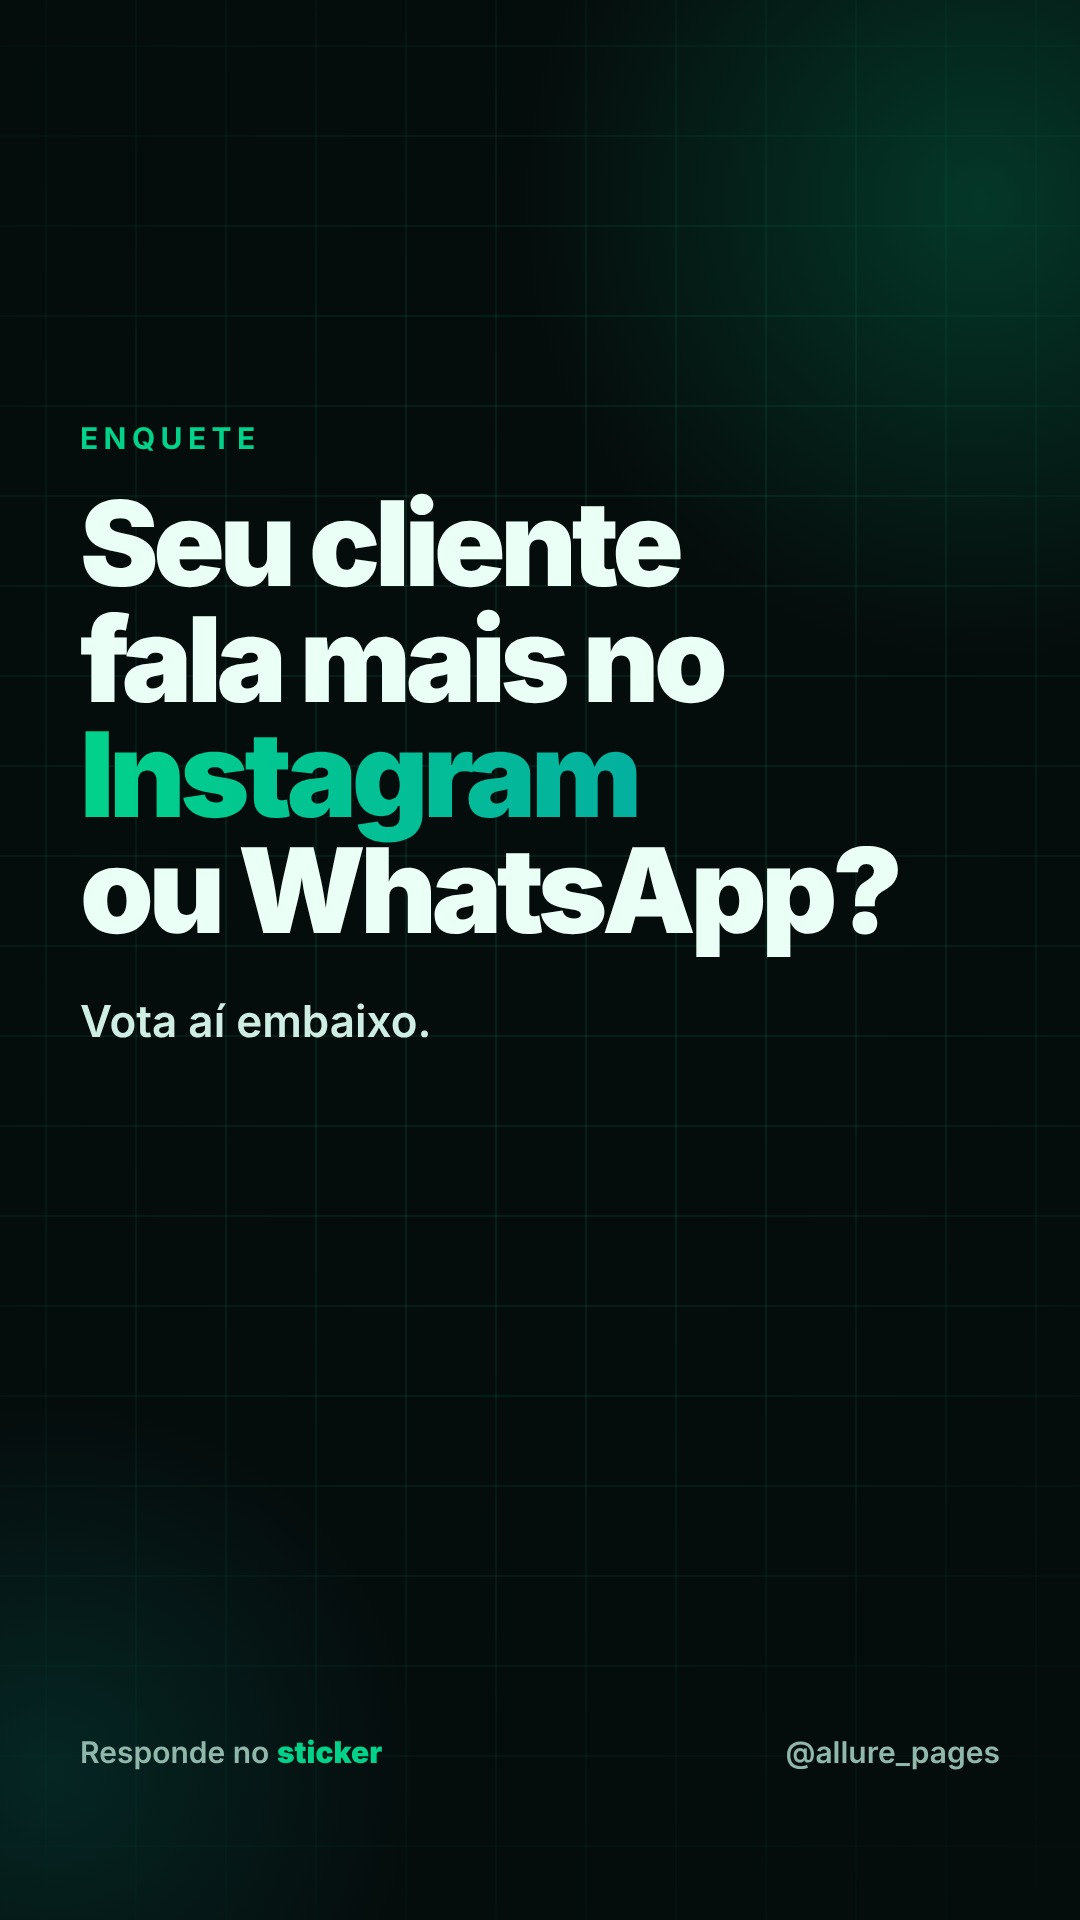 ENQUETE
Seu cliente
fala mais no
Instagram
ou WhatsApp?
Vota aí embaixo.
Responde no sticker
@allure_pages